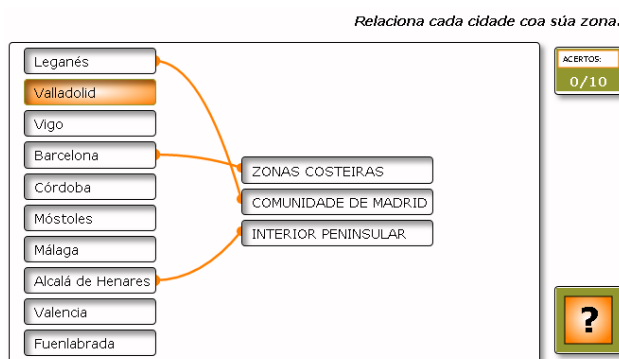 Relaciona cada cidade coa súa zona.
Leganés
Valladolid
Vigo
Barcelona
Córdoba
Móstoles
Málaga
Alcalá de Henares
Valencia
Fuenlabrada
ZONAS COSTEIRAS
COMUNIDADE DE MADRID
INTERIOR PENINSULAR
ACERTOS:
0/10
?